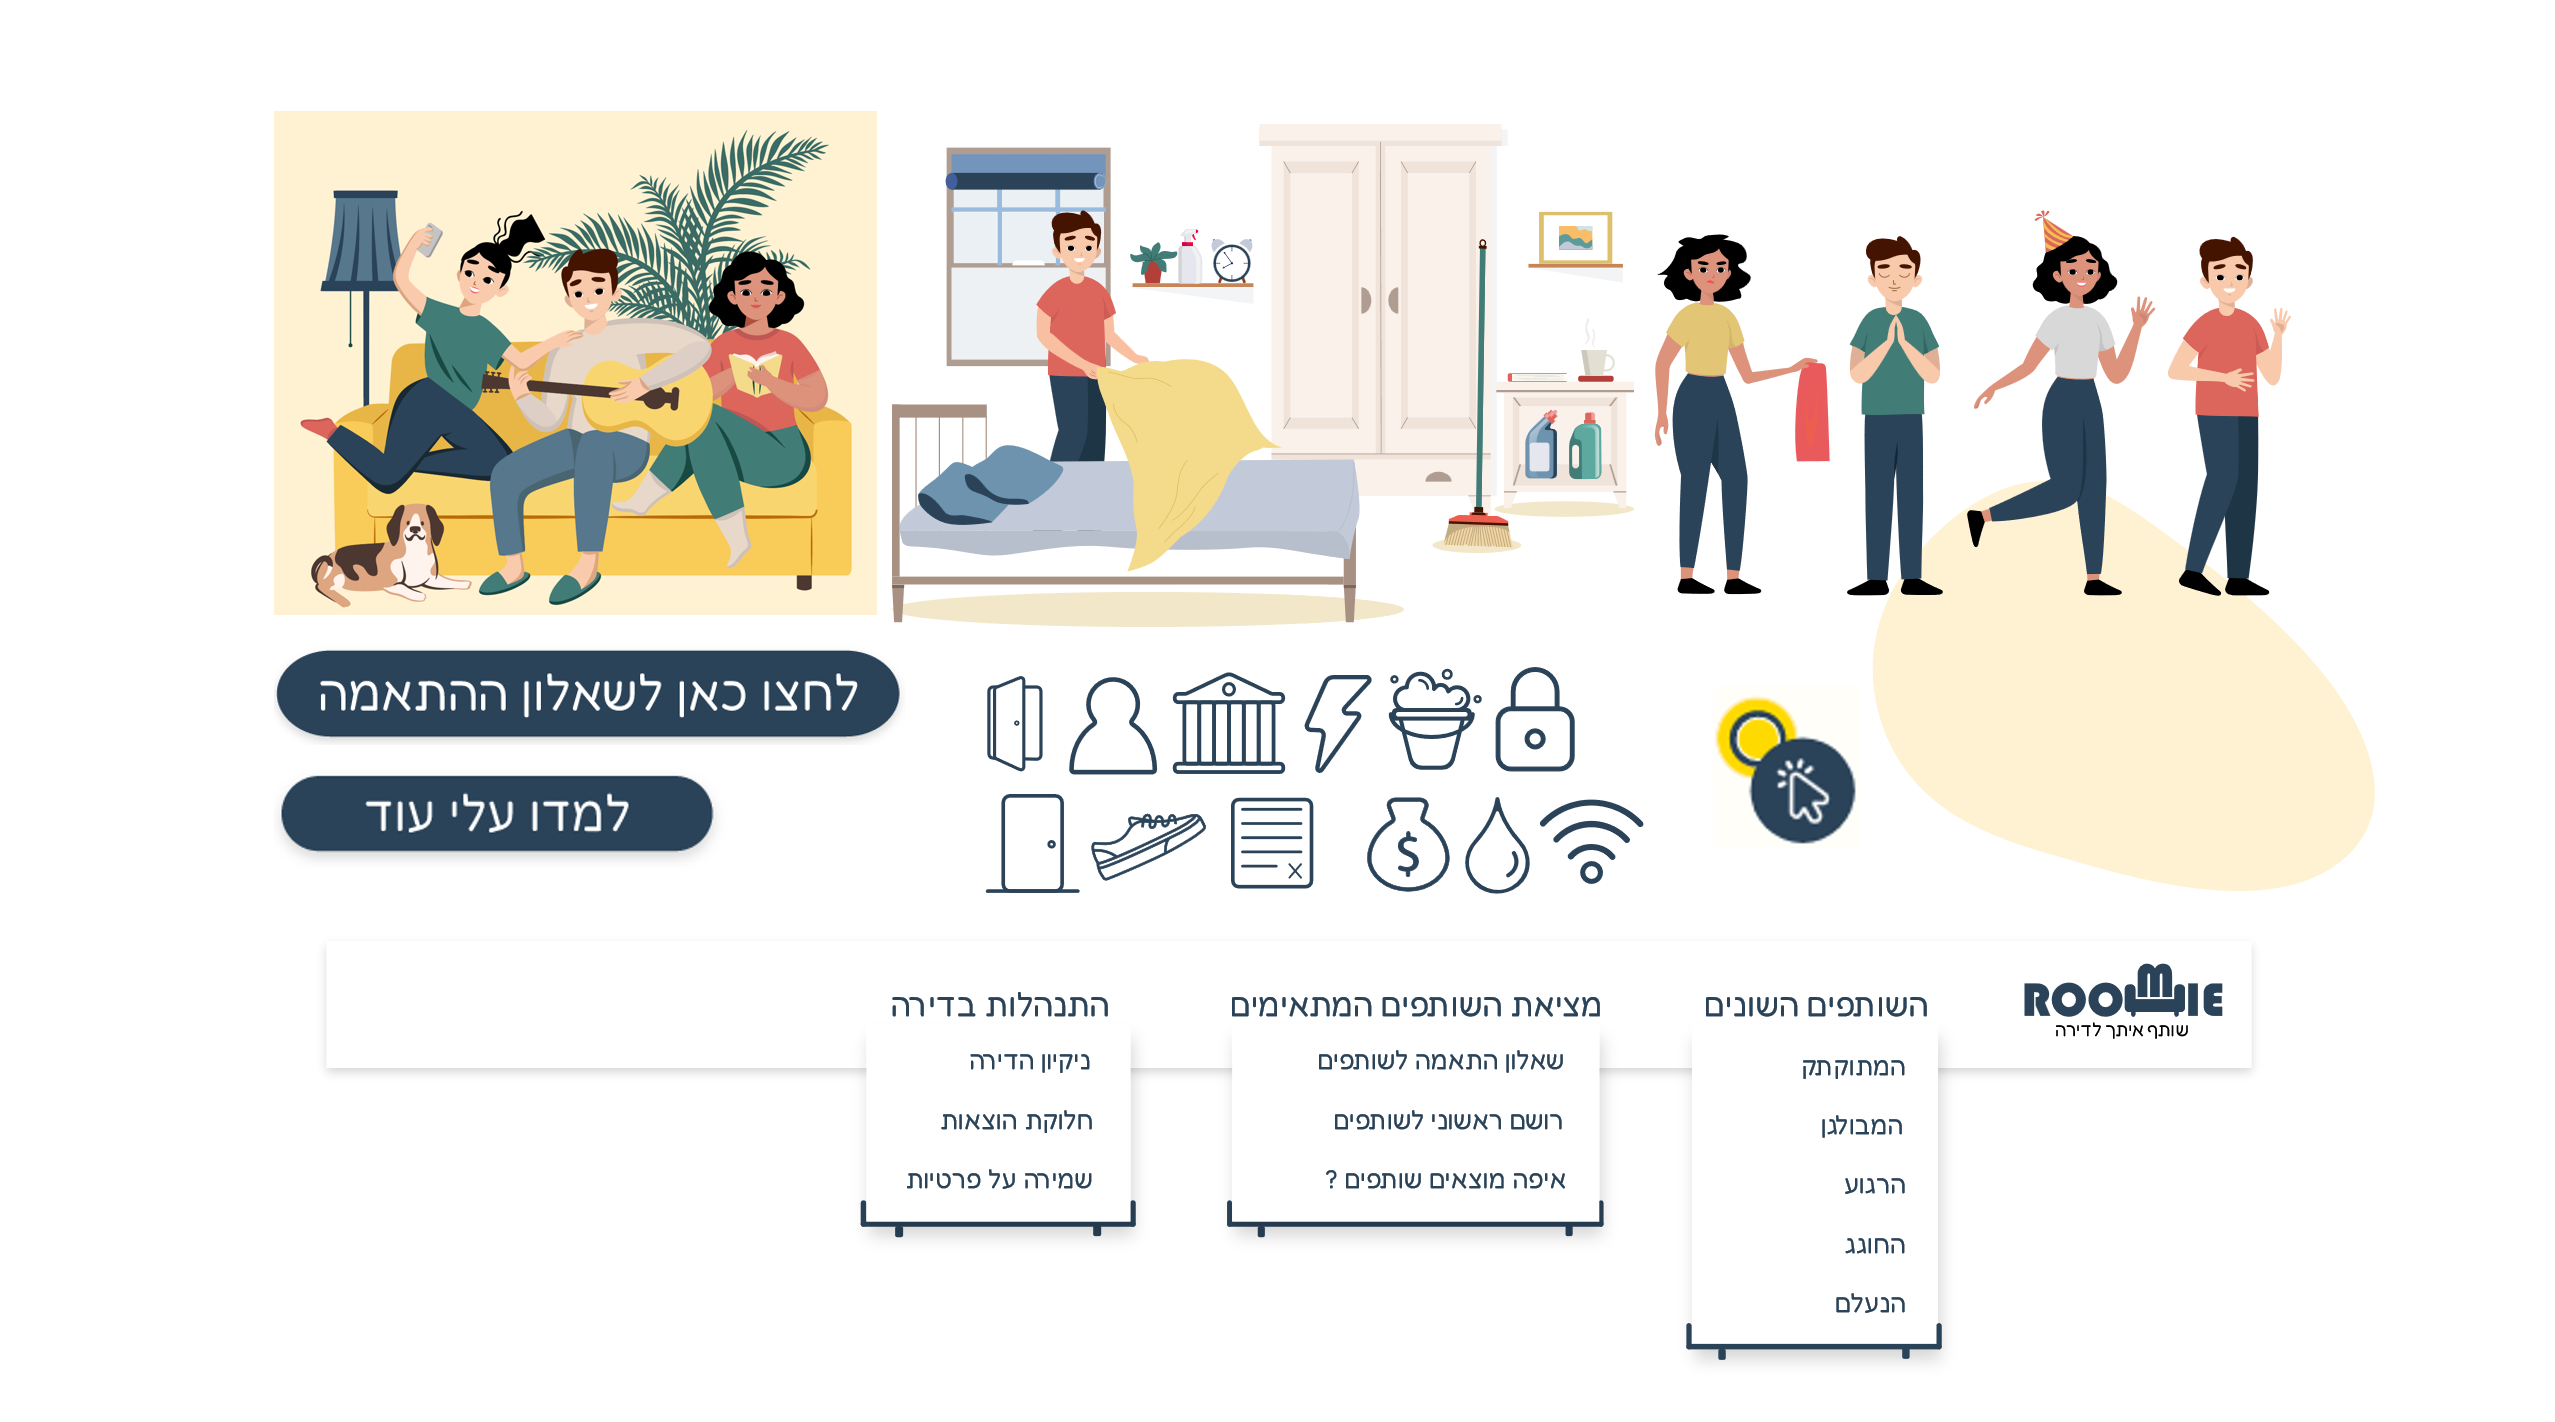 לחצו כאן לשאלון ההתאמה
למדו עלי עוד
$
ROOMIE
שותף איתך לדירה
השותפים השונים
המתוקתק
המבולגן
הרגוע
החוגג
הנעלם
מציאת השותפים המתאימים
שאלון התאמה לשותפים
רושם ראשוני לשותפים
איפה מוצאים שותפים ?
התנהלות בדירה
ניקיון הדירה
חלוקת הוצאות
שמירה על פרטיות